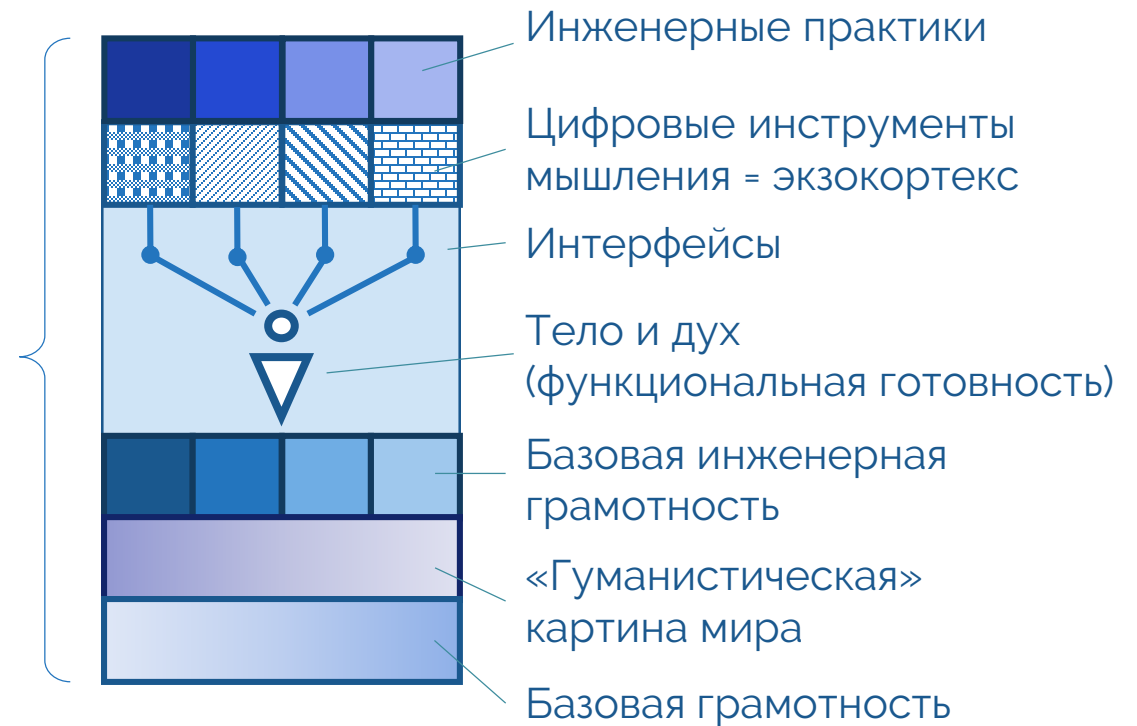 Инженерные практики
Цифровые инструменты
мышления = экзокортекс
Интерфейсы
Тело и дух
(функциональная готовность)
Базовая инженерная
грамотность
«Гуманистическая»
картина мира
Базовая грамотность